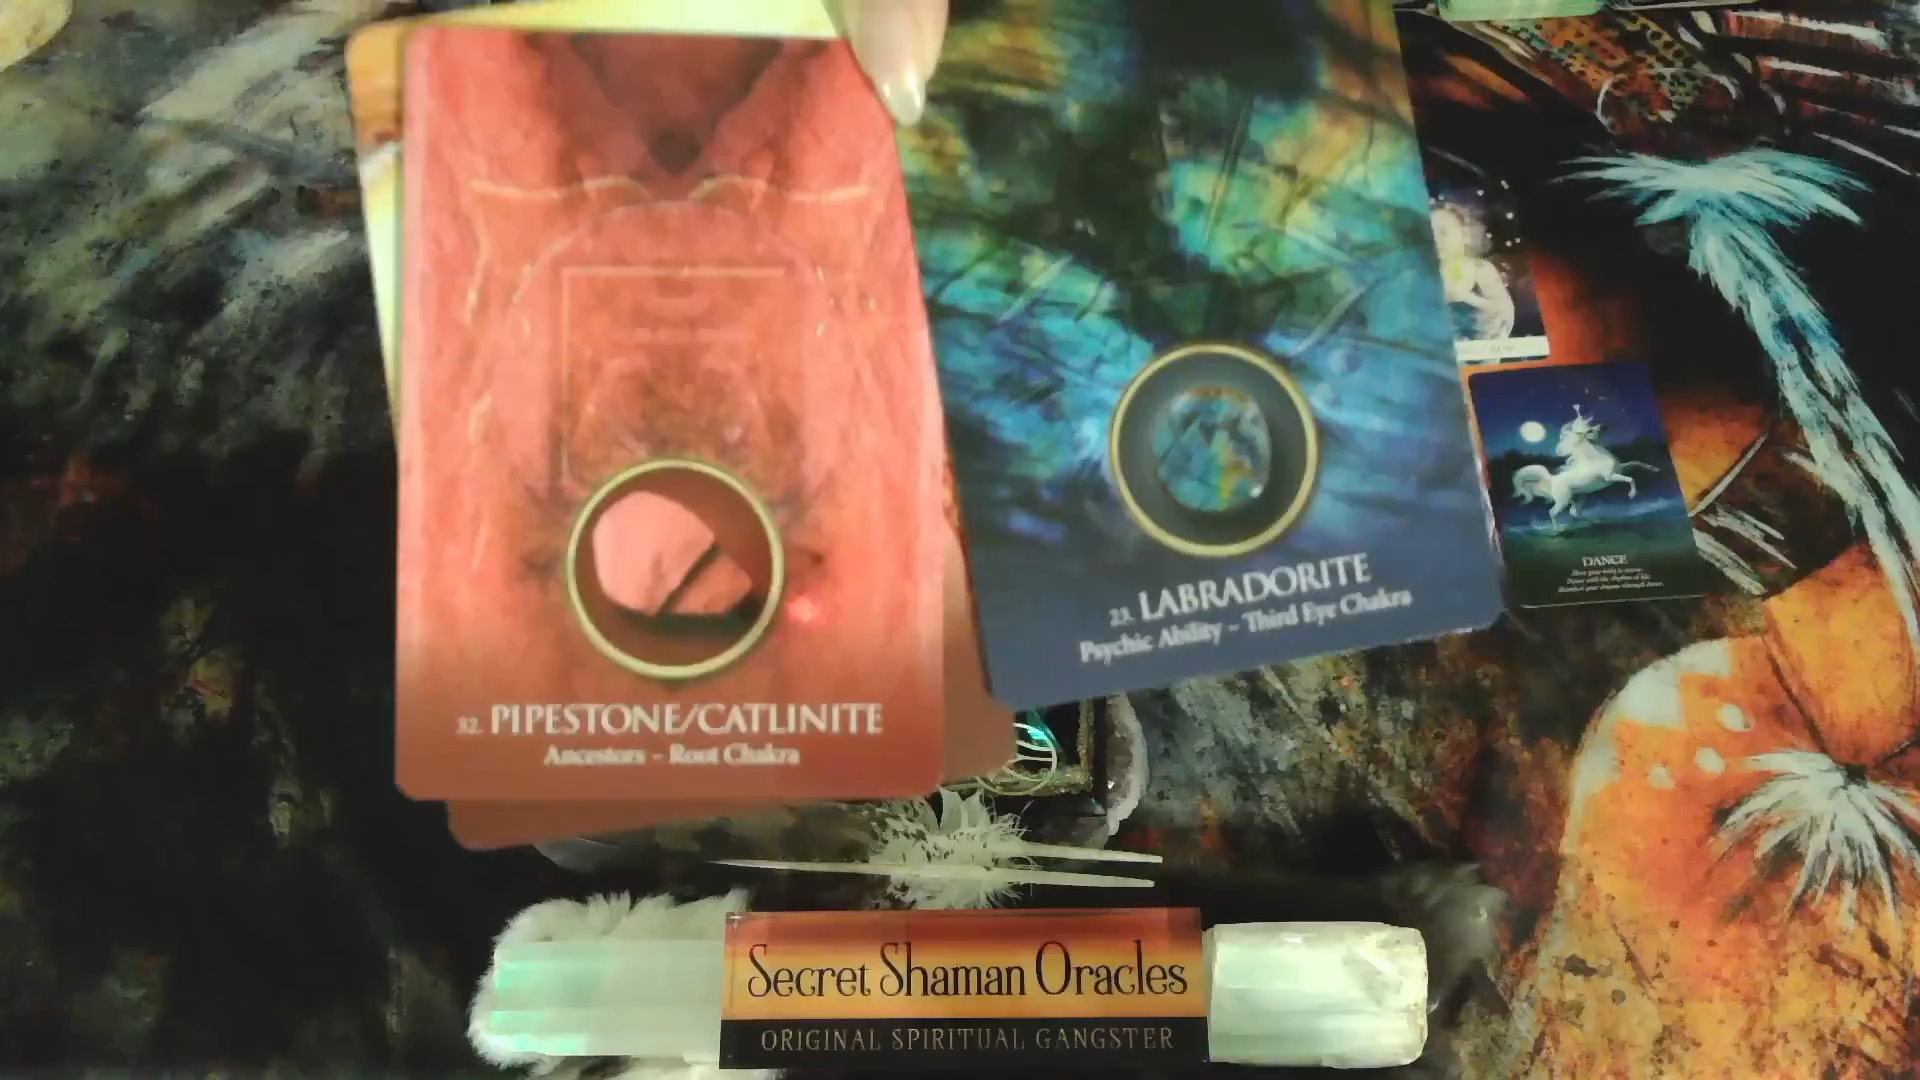 32. PIPESTONE/CATLINITE
Ancestors – Root Chakra
23. LABRADORITE
Psychic Ability – Third Eye Chakra
DANCE
Secret Shaman Oracles
ORIGINAL SPIRITUAL GANGSTER